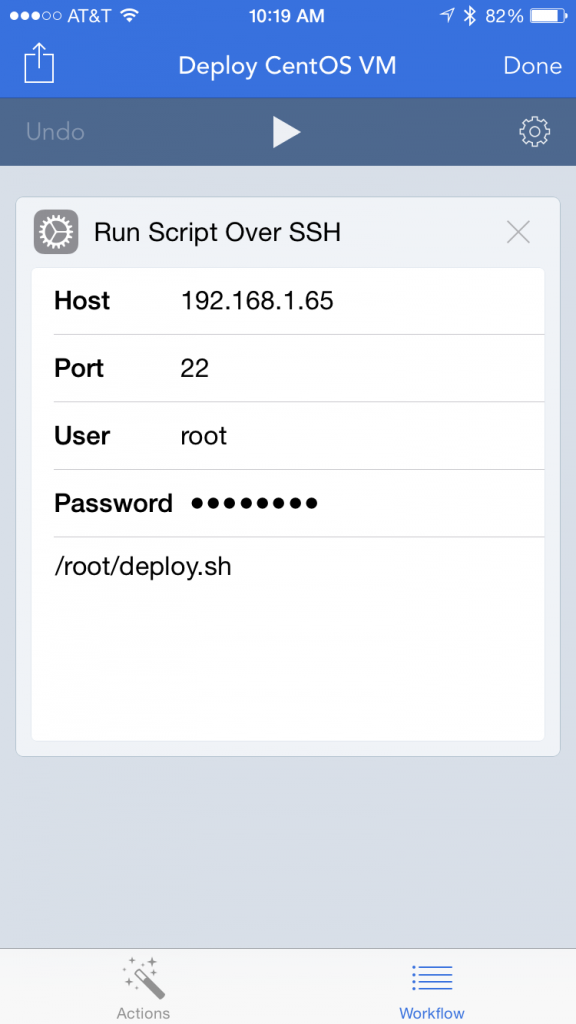 AT&T 10:19 AM 82%
Deploy CentOS VM Done
Undo
Run Script Over SSH
Host 192.168.1.65
Port 22
User root
Password ●●●●●●●●
/root/deploy.sh
Actions Workflow